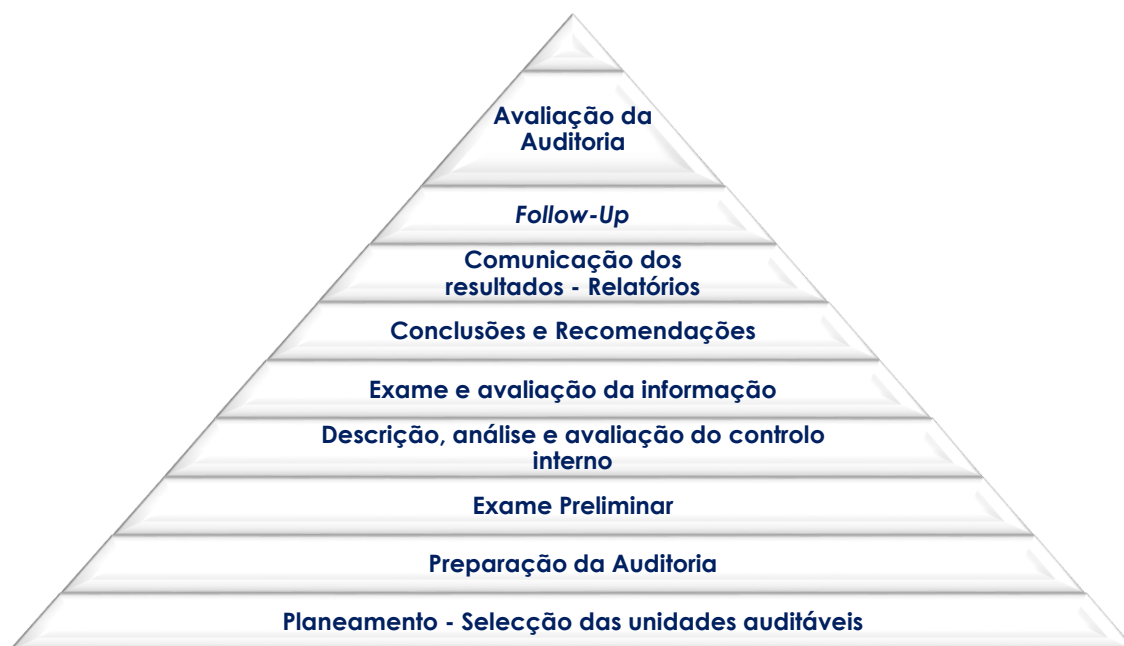 Avaliação da
Auditoria
Follow-Up
Comunicação dos
resultados - Relatórios
Conclusões e Recomendações
Exame e avaliação da informação
Descrição, análise e avaliação do controlo
interno
Exame Preliminar
Preparação da Auditoria
Planeamento - Selecção das unidades auditáveis